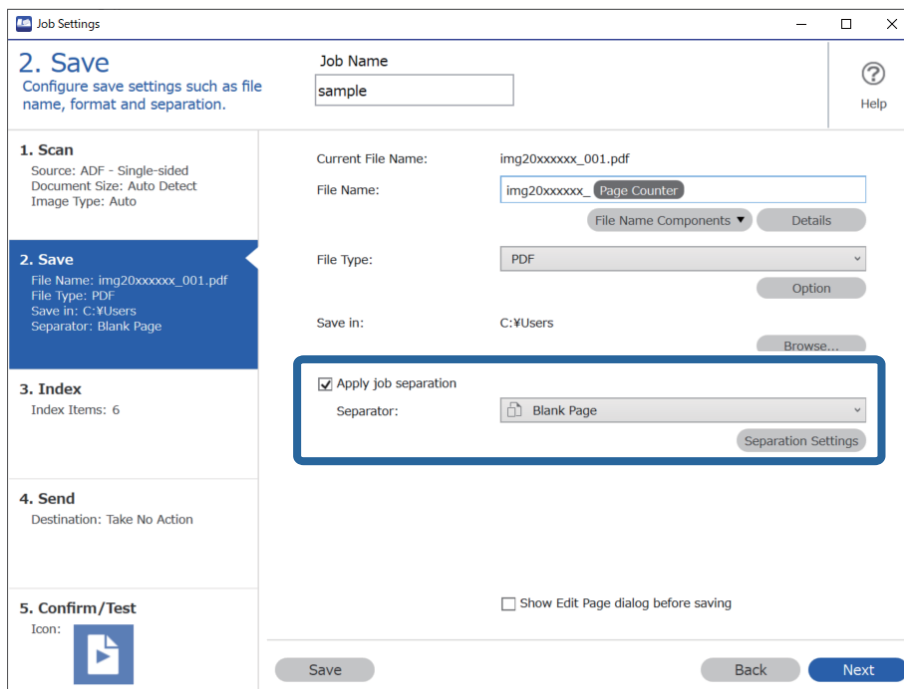 Job Settings
2. Save
Configure save settings such as file
name, format and separation.
Job Name
sample
Help
1. Scan
Source: ADF - Single-sided
Document Size: Auto Detect
Image Type: Auto
2. Save
File Name: img20xxxxxx_001.pdf
File Type: PDF
Save in: C:¥Users
Separator: Blank Page
3. Index
Index Items: 6
4. Send
Destination: Take No Action
5. Confirm/Test
Icon:
Current File Name: img20xxxxxx_001.pdf
File Name: img20xxxxxx_ Page Counter
File Name Components Details
File Type: PDF
Option
Save in: C:¥Users
Browse...
Apply job separation
Separator: Blank Page
Separation Settings
Show Edit Page dialog before saving
Save Back Next